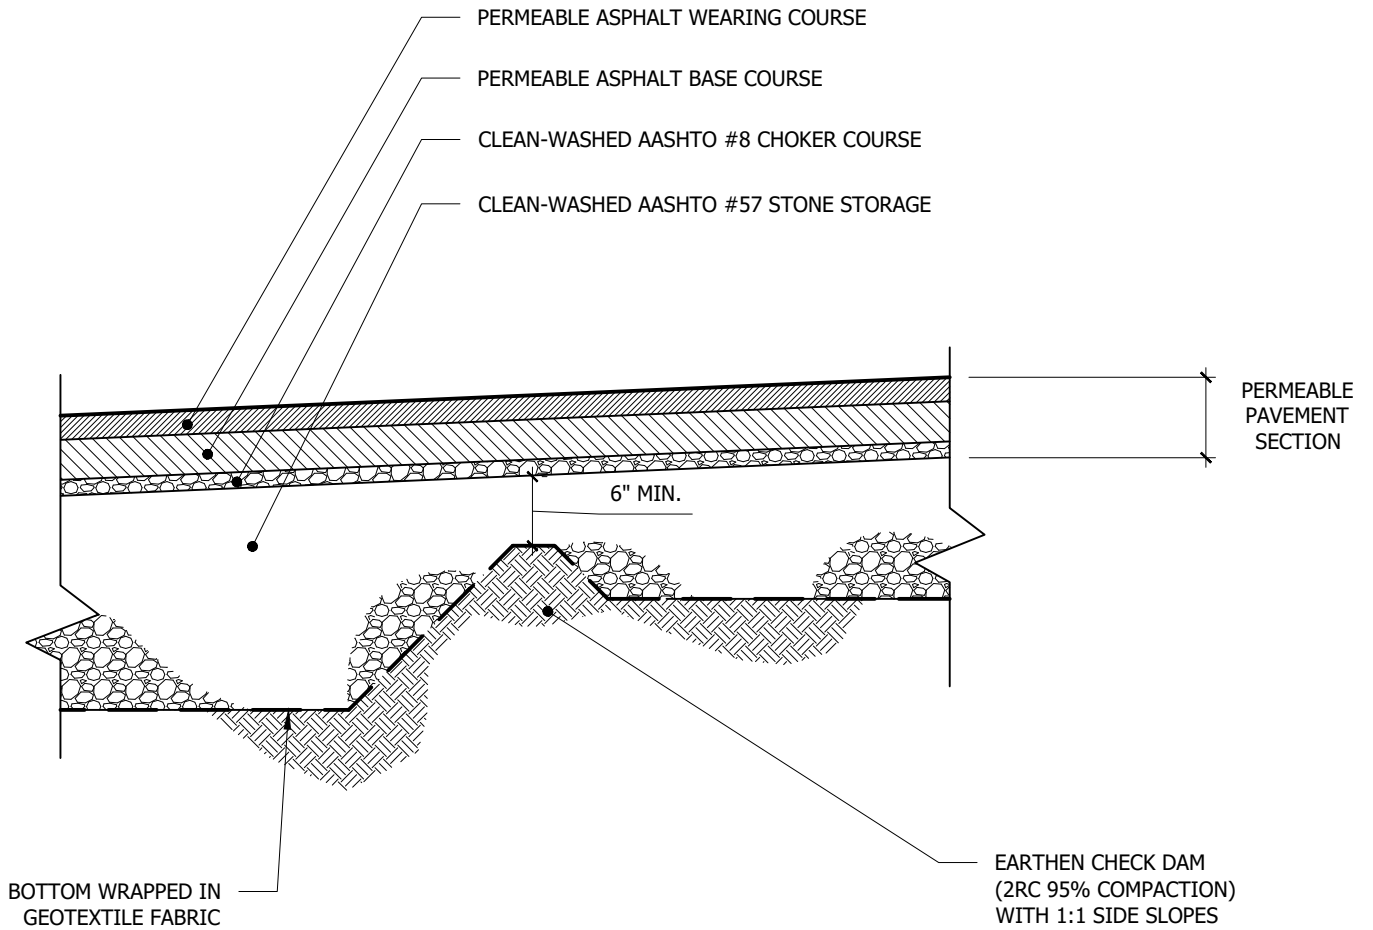 PERMEABLE ASPHALT WEARING COURSE
PERMEABLE ASPHALT BASE COURSE
CLEAN-WASHED AASHTO #8 CHOKER COURSE
CLEAN-WASHED AASHTO #57 STONE STORAGE
PERMEABLE
PAVEMENT
SECTION
6" MIN.
BOTTOM WRAPPED IN
GEOTEXTILE FABRIC
EARTHEN CHECK DAM
(2RC 95% COMPACTION)
WITH 1:1 SIDE SLOPES